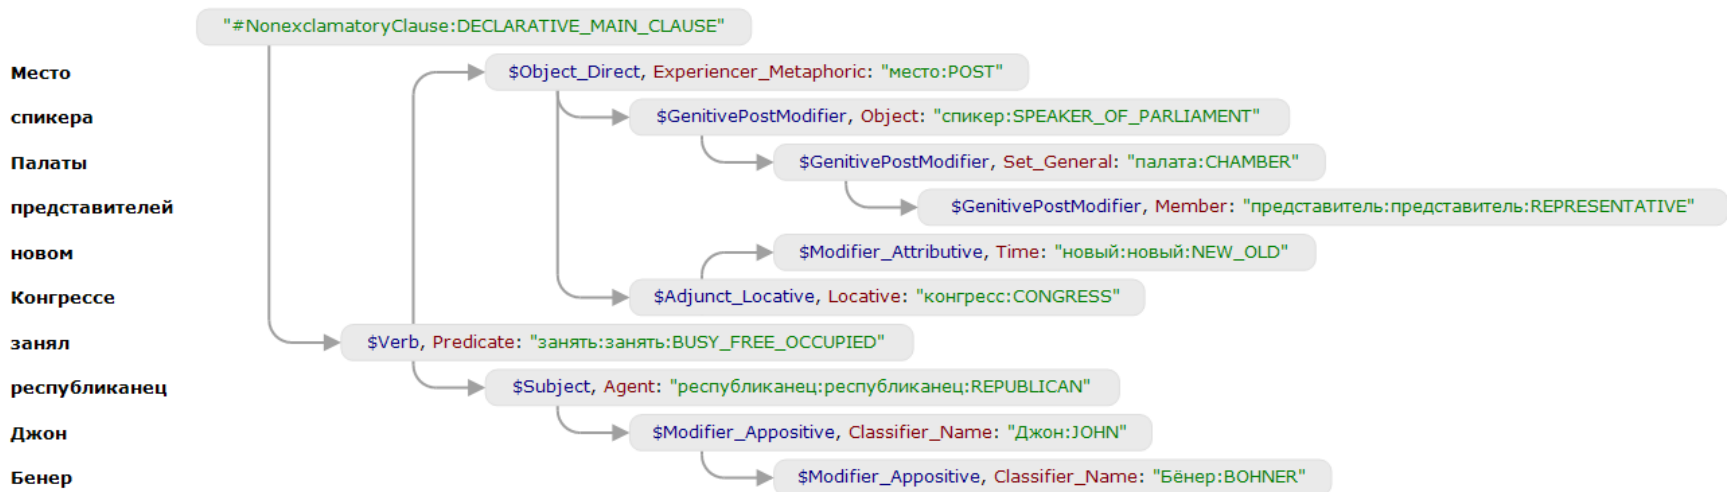 "#NonexclamatoryClause:DECLARATIVE_MAIN_CLAUSE"
Место $Object_Direct, Experiencer_Metaphoric: "место:POST"
спикера $GenitivePostModifier, Object: "спикер:SPEAKER_OF_PARLIAMENT"
Палаты $GenitivePostModifier, Set_General: "палата:CHAMBER"
представителей $GenitivePostModifier, Member: "представитель:представитель:REPRESENTATIVE"
новом $Modifier_Attributive, Time: "новый:новый:NEW_OLD"
Конгрессе $Adjunct_Locative, Locative: "конгресс:CONGRESS"
занял $Verb, Predicate: "занять:занять:BUSY_FREE_OCCUPIED"
республиканец $Subject, Agent: "республиканец:республиканец:REPUBLICAN"
Джон $Modifier_Appositive, Classifier_Name: "Джон:JOHN"
Бенер $Modifier_Appositive, Classifier_Name: "Бёнер:BOHNER"